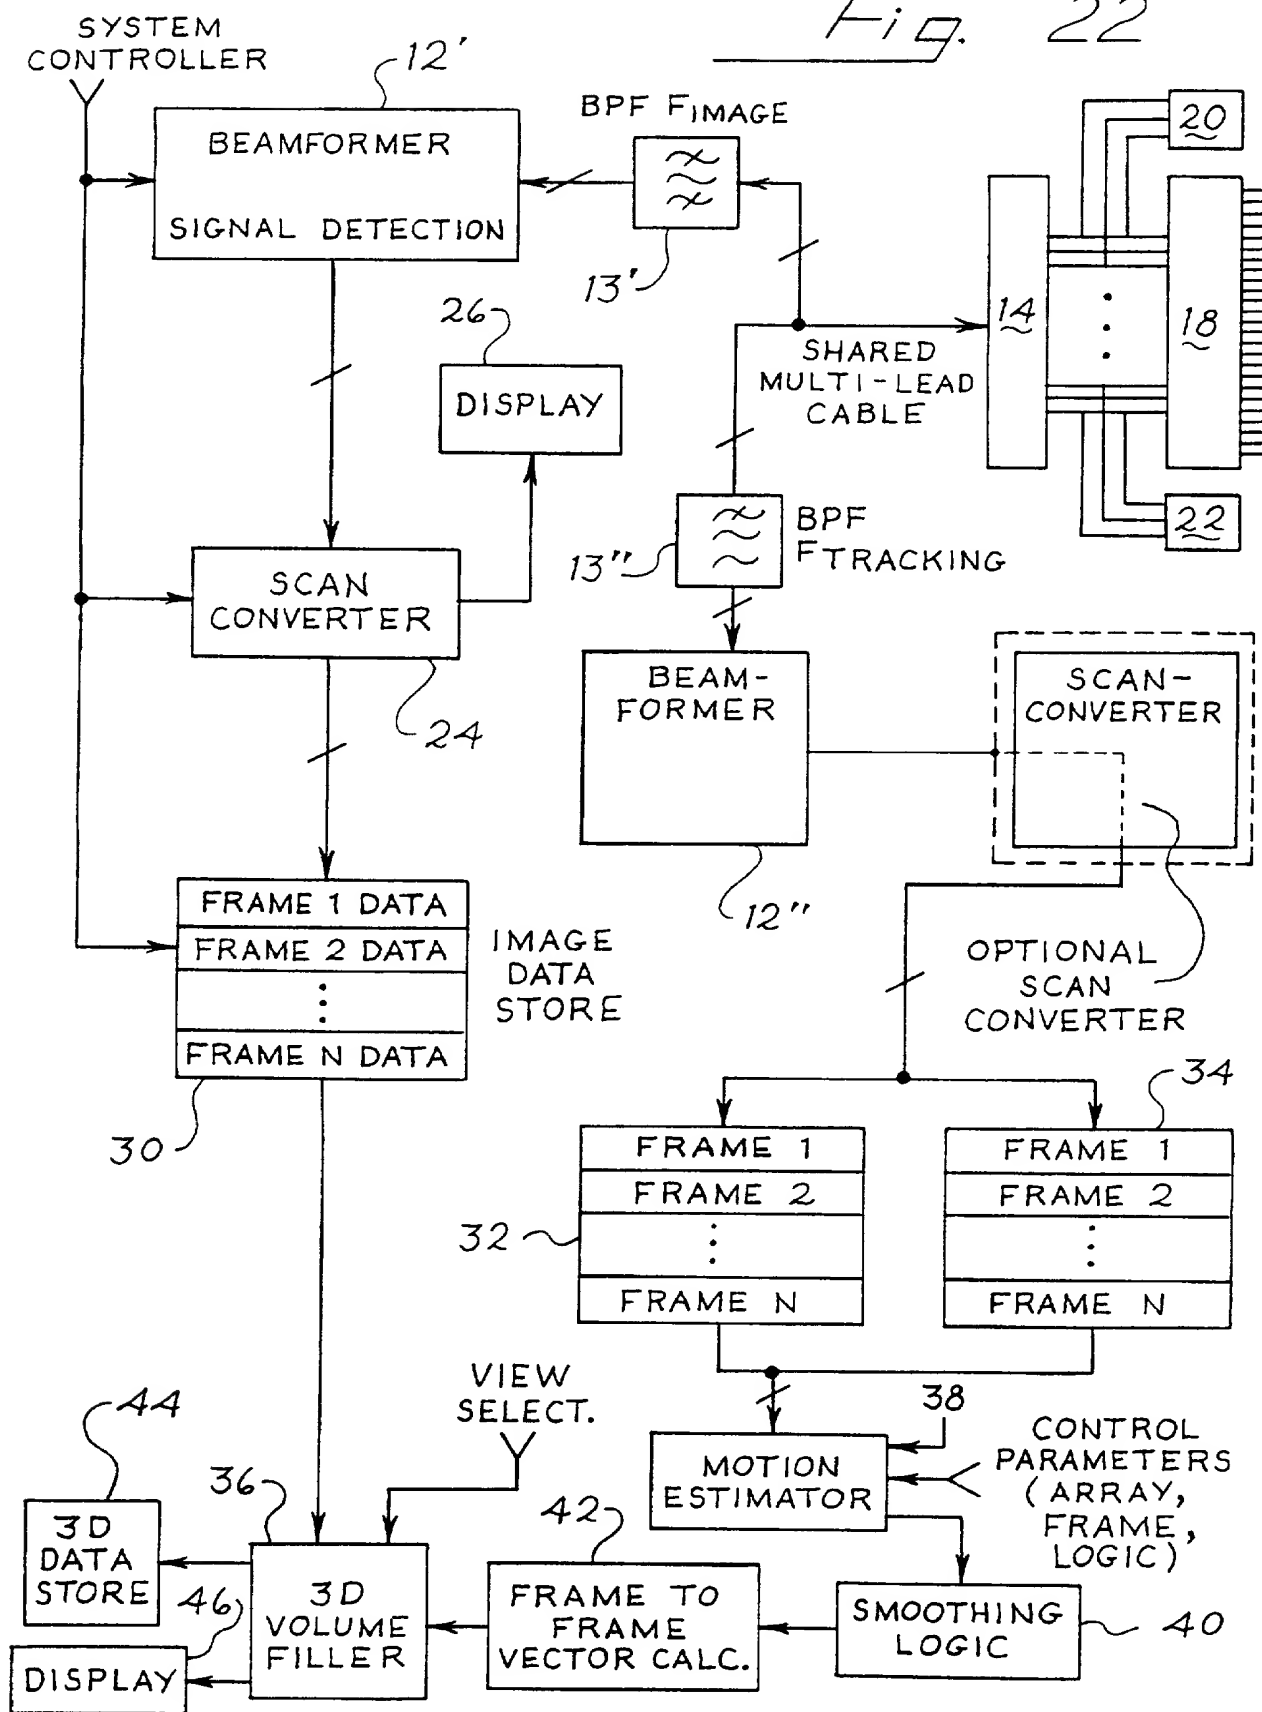 Fig. 22
SYSTEM
CONTROLLER
12'
BEAMFORMER
SIGNAL DETECTION
BPF FIMAGE
13'
20
14
18
22
SHARED
MULTI-LEAD
CABLE
26
DISPLAY
BPF
FTRACKING
13"
SCAN
CONVERTER
24
BEAM-
FORMER
12"
SCAN-
CONVERTER
OPTIONAL
SCAN
CONVERTER
FRAME 1 DATA
FRAME 2 DATA
FRAME N DATA
IMAGE
DATA
STORE
30
FRAME 1
FRAME 2
FRAME N
32
34
FRAME 1
FRAME 2
FRAME N
VIEW
SELECT.
38
MOTION
ESTIMATOR
CONTROL
PARAMETERS
(ARRAY,
FRAME,
LOGIC)
44
3D
DATA
STORE
36
3D
VOLUME
FILLER
42
FRAME TO
FRAME
VECTOR CALC.
SMOOTHING
LOGIC
40
46
DISPLAY